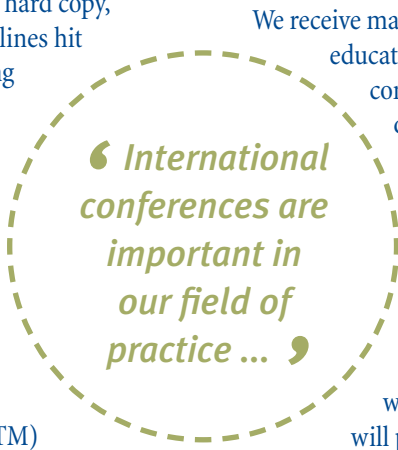 hard copy,
lines hit
g
TM)
‘ International
conferences are
important in
our field of
practice ... ’
We receive ma
educat
co
w
will p